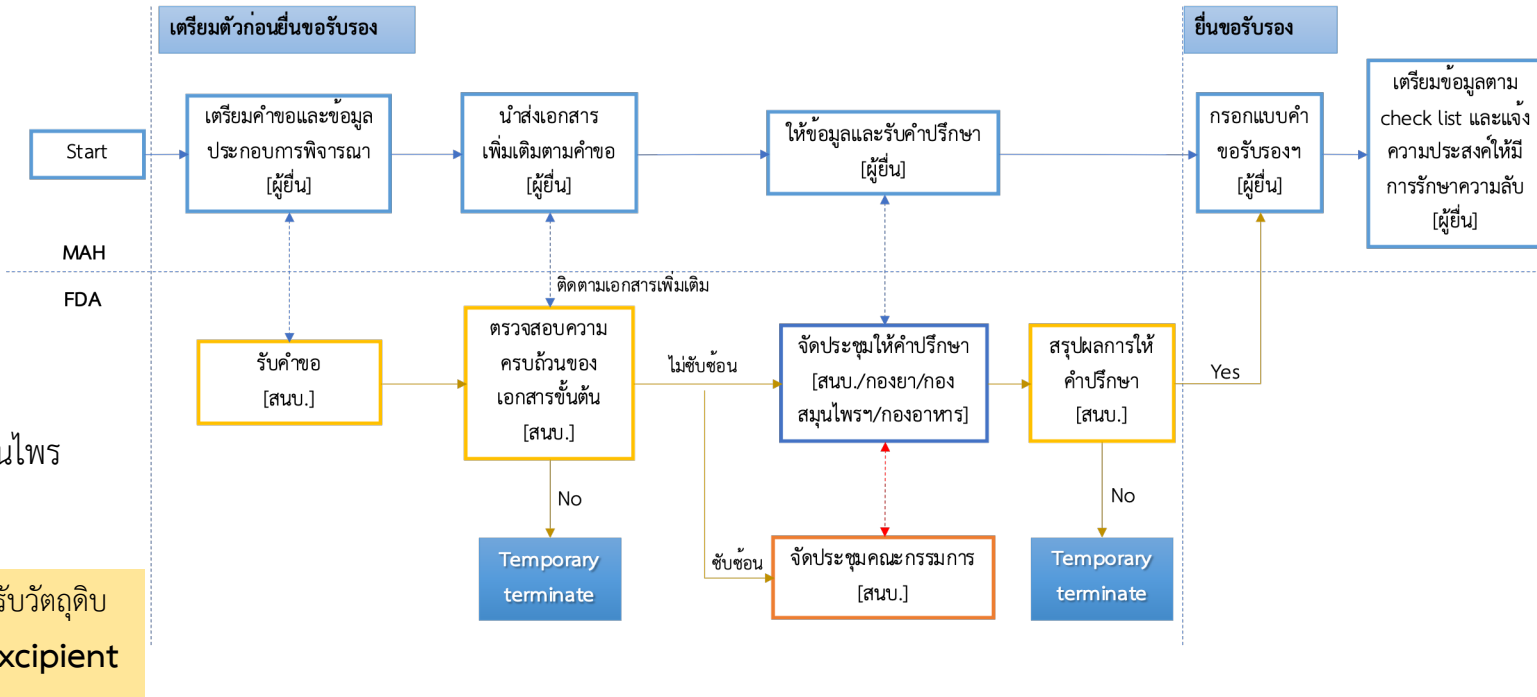 เตรียมตัวก่อนยื่นขอรับรอง
ยื่นขอรับรอง
Start
เตรียมคำขอและข้อมูล
ประกอบการพิจารณา
[ผู้ยื่น]
นำส่งเอกสาร
เพิ่มเติมตามคำขอ
[ผู้ยื่น]
ให้ข้อมูลและรับคำปรึกษา
[ผู้ยื่น]
กรอกแบบคำ
ขอรับรองฯ
[ผู้ยื่น]
เตรียมข้อมูลตาม
check list และแจ้ง
ความประสงค์ให้มี
การรักษาความลับ
[ผู้ยื่น]
MAH
FDA
ติดตามเอกสารเพิ่มเติม
รับคำขอ
[สนบ.]
ตรวจสอบความ
ครบถ้วนของ
เอกสารขั้นต้น
[สนบ.]
ไม่ซับซ้อน
จัดประชุมให้คำปรึกษา
[สนบ./กองยา/กอง
สมุนไพรฯ/กองอาหาร]
สรุปผลการให้
คำปรึกษา
[สนบ.]
Yes
No
No
Temporary
terminate
ซับซ้อน
จัดประชุมคณะกรรมการ
[สนบ.]
Temporary
terminate
นไพร
รับวัตถุดิบ
xcipient